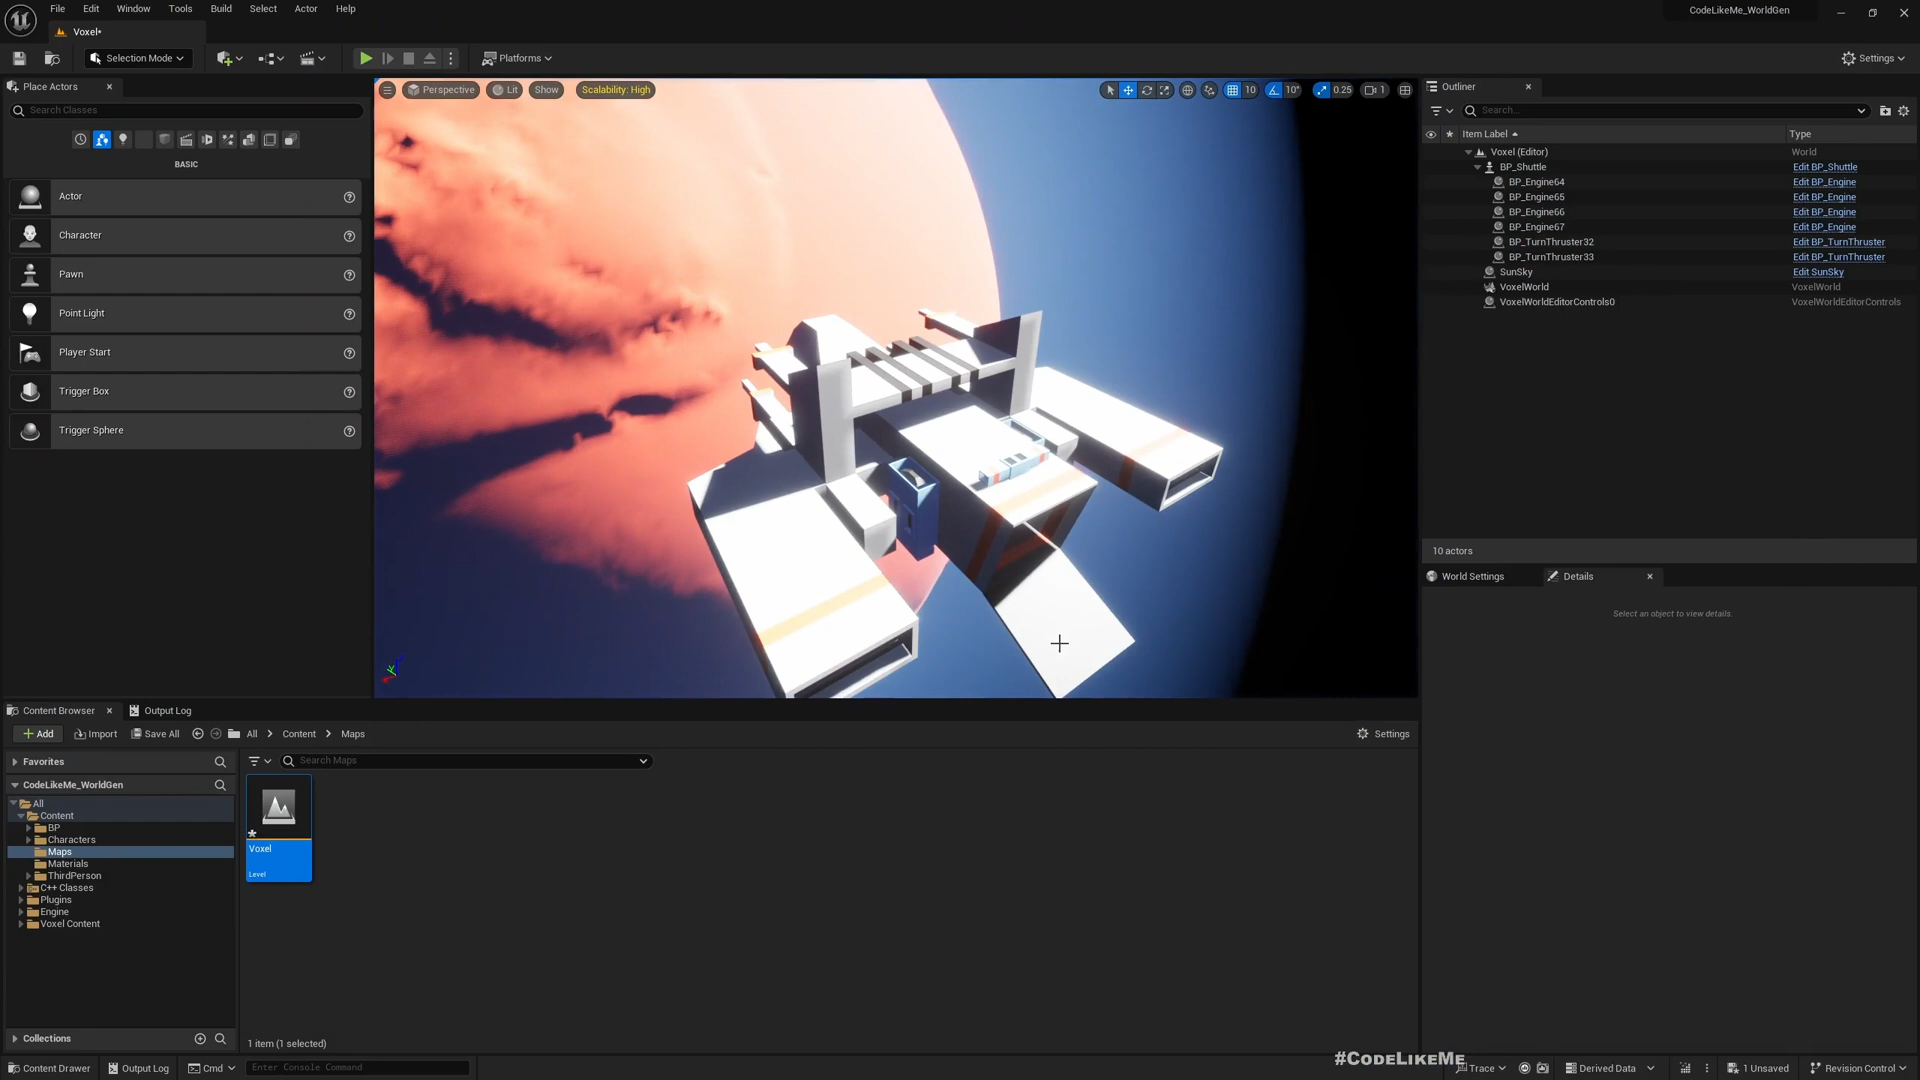 File Edit Window Tools Build Select Actor Help
CodeLikeMe_WorldGen
Voxel*
Selection Mode
Platforms
Settings
Place Actors
Search Classes
BASIC
Actor
Character
Pawn
Point Light
Player Start
Trigger Box
Trigger Sphere
Perspective
Lit
Show
Scalability: High
10
10°
0.25
1
Outliner
Search...
Item Label
Type
Voxel (Editor) World
BP_Shuttle Edit BP_Shuttle
BP_Engine64 Edit BP_Engine
BP_Engine65 Edit BP_Engine
BP_Engine66 Edit BP_Engine
BP_Engine67 Edit BP_Engine
BP_TurnThruster32 Edit BP_TurnThruster
BP_TurnThruster33 Edit BP_TurnThruster
SunSky Edit SunSky
VoxelWorld VoxelWorld
VoxelWorldEditorControls0 VoxelWorldEditorControls
10 actors
World Settings
Details
Select an object to view details.
Content Browser
Output Log
Add
Import
Save All
All
Content
Maps
Settings
Favorites
Search Maps
CodeLikeMe_WorldGen
All
Content
BP
Characters
Maps
Materials
ThirdPerson
C++ Classes
Plugins
Engine
Voxel Content
Voxel
Level
Collections
1 item (1 selected)
#CodeLikeMe
Content Drawer
Output Log
Cmd
Enter Console Command
Trace
Derived Data
1 Unsaved
Revision Control